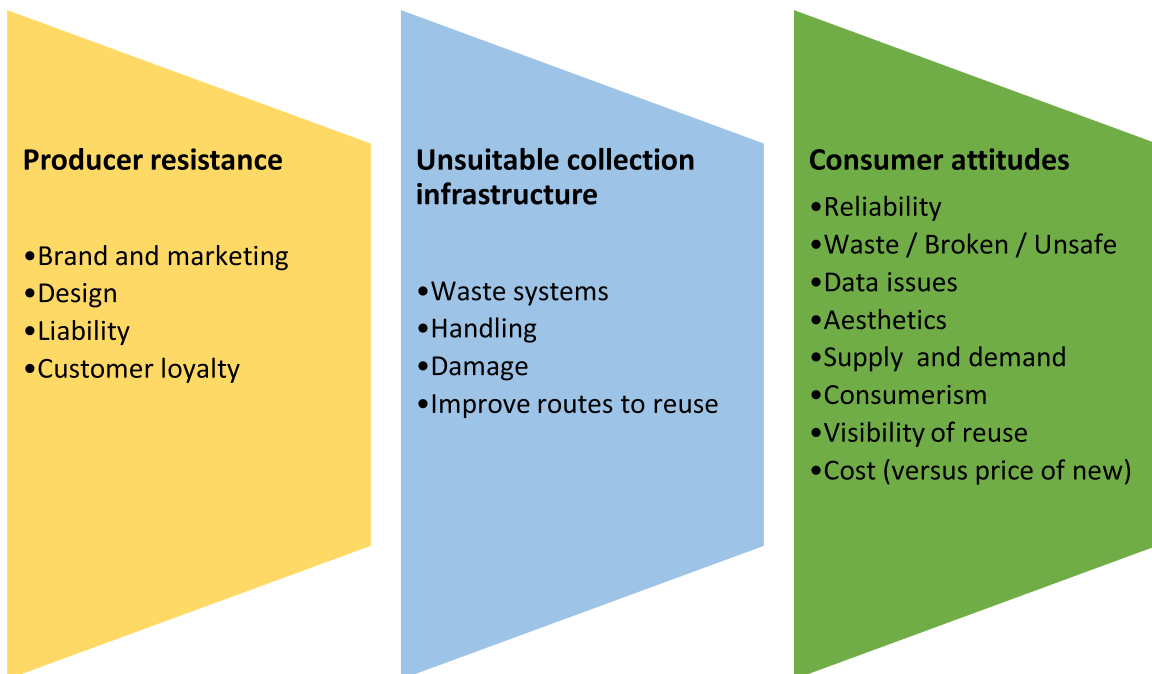 Producer resistance
•Brand and marketing
•Design
•Liability
•Customer loyalty
Unsuitable collection
infrastructure
•Waste systems
•Handling
•Damage
•Improve routes to reuse
Consumer attitudes
•Reliability
•Waste / Broken / Unsafe
•Data issues
•Aesthetics
•Supply  and demand
•Consumerism
•Visibility of reuse
•Cost (versus price of new)